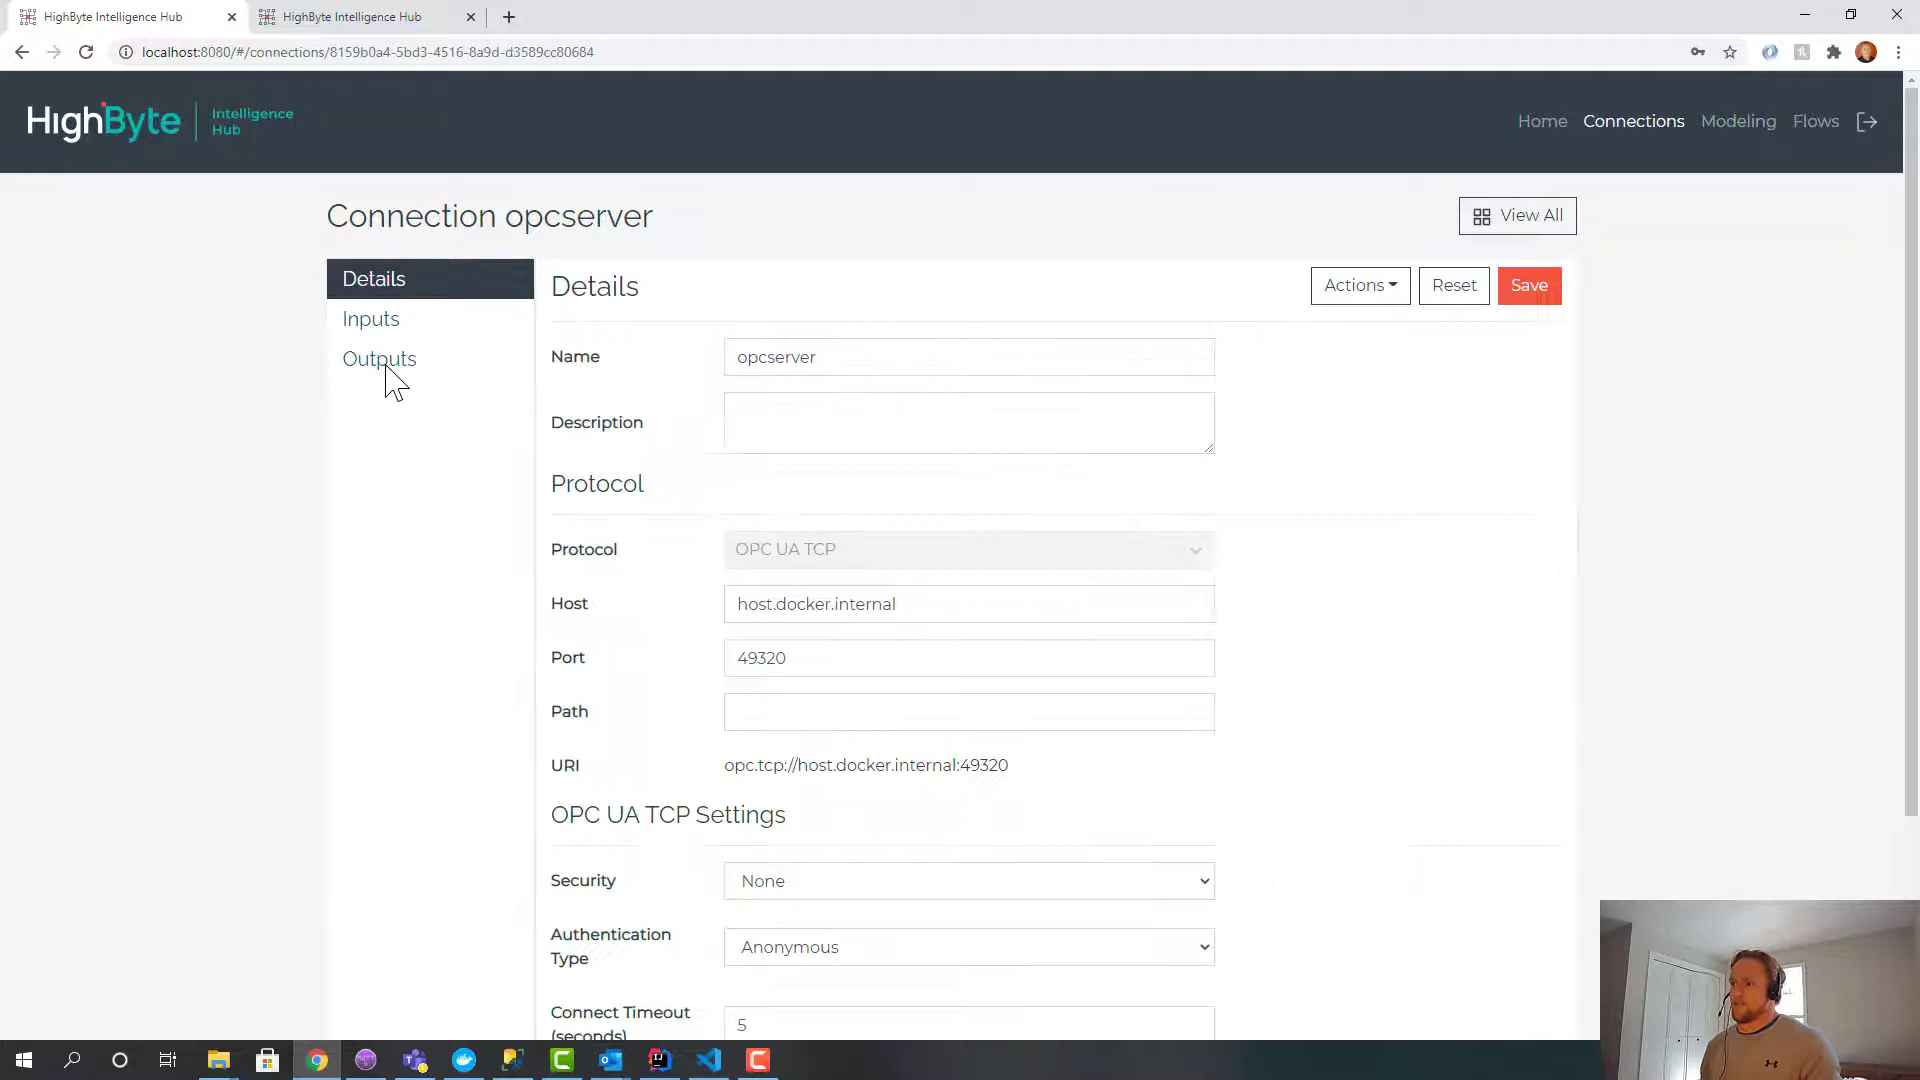 HighByte Intelligence Hub
HighByte Intelligence Hub
localhost:8080/#/connections/8159b0a4-5bd3-4516-8a9d-d3589cc80684
HighByte
Intelligence
Hub
Home
Connections
Modeling
Flows
Connection opcserver
View All
Details
Inputs
Outputs
Details
Actions
Reset
Save
Name
opcserver
Description
Protocol
Protocol
OPC UA TCP
Host
host.docker.internal
Port
49320
Path
URI
opc.tcp://host.docker.internal:49320
OPC UA TCP Settings
Security
None
Authentication
Type
Anonymous
Connect Timeout
(seconds)
5